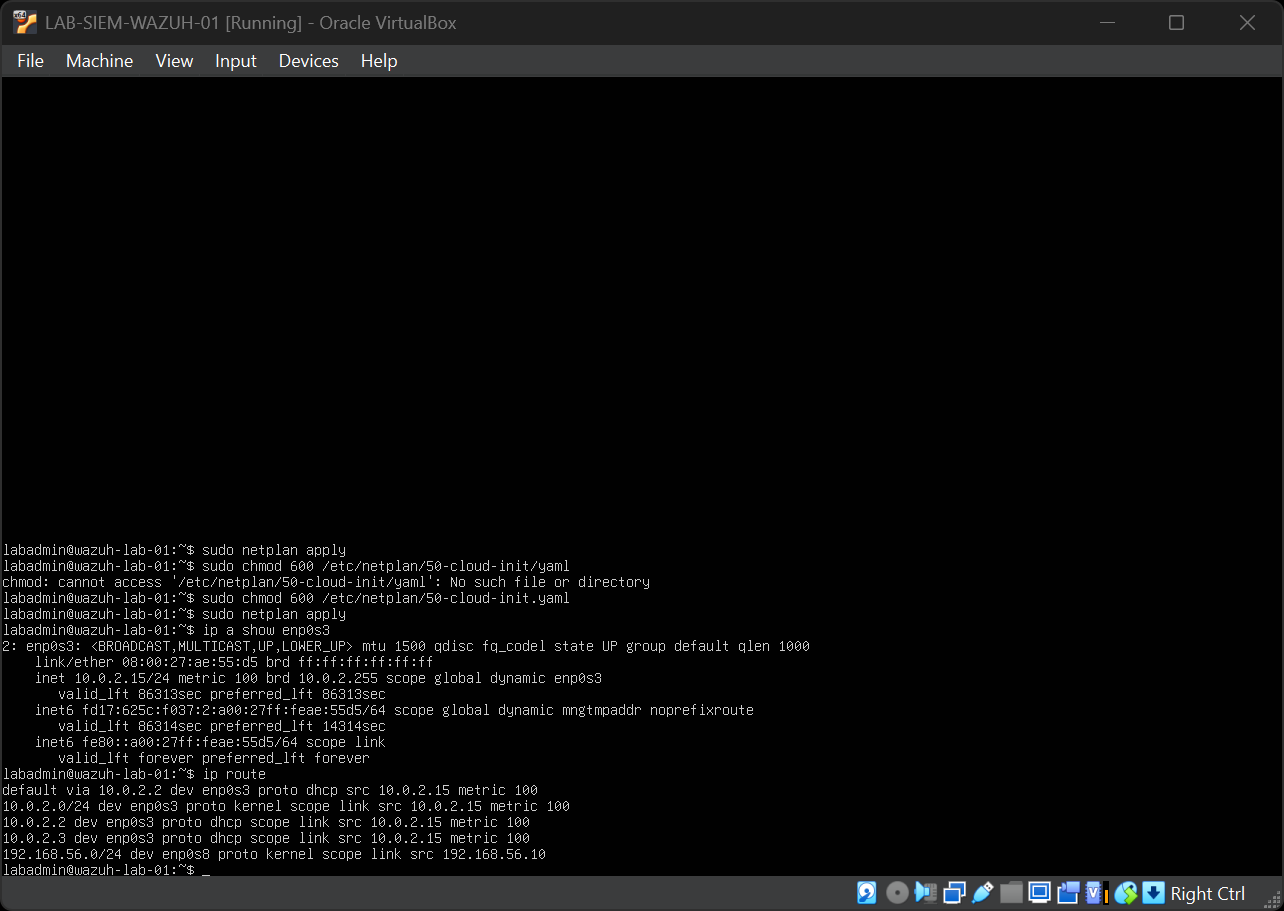 LAB-SIEM-WAZUH-01 [Running] - Oracle VirtualBox
File Machine View Input Devices Help
labadmin@wazuh-lab-01:~$ sudo netplan apply
labadmin@wazuh-lab-01:~$ sudo chmod 600 /etc/netplan/50-cloud-init/yaml
chmod: cannot access '/etc/netplan/50-cloud-init/yaml': No such file or directory
labadmin@wazuh-lab-01:~$ sudo chmod 600 /etc/netplan/50-cloud-init.yaml
labadmin@wazuh-lab-01:~$ sudo netplan apply
labadmin@wazuh-lab-01:~$ ip a show enp0s3
2: enp0s3: <BROADCAST,MULTICAST,UP,LOWER_UP> mtu 1500 qdisc fq_codel state UP group default qlen 1000
    link/ether 08:00:27:ae:55:d5 brd ff:ff:ff:ff:ff:ff
    inet 10.0.2.15/24 metric 100 brd 10.0.2.255 scope global dynamic enp0s3
       valid_lft 86313sec preferred_lft 86313sec
    inet6 fd17:625c:f037:2:a00:27ff:feae:55d5/64 scope global dynamic mngtmpaddr noprefixroute
       valid_lft 86314sec preferred_lft 14314sec
    inet6 fe80::a00:27ff:feae:55d5/64 scope link
       valid_lft forever preferred_lft forever
labadmin@wazuh-lab-01:~$ ip route
default via 10.0.2.2 dev enp0s3 proto dhcp src 10.0.2.15 metric 100
10.0.2.0/24 dev enp0s3 proto kernel scope link src 10.0.2.15 metric 100
10.0.2.2 dev enp0s3 proto dhcp scope link src 10.0.2.15 metric 100
10.0.2.3 dev enp0s3 proto dhcp scope link src 10.0.2.15 metric 100
192.168.56.0/24 dev enp0s8 proto kernel scope link src 192.168.56.10
labadmin@wazuh-lab-01:~$ _
Right Ctrl